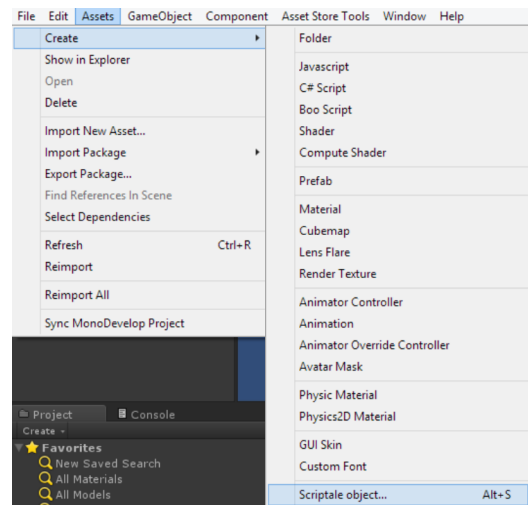 File Edit Assets GameObject Component Asset Store Tools Window Help
Create
Show in Explorer
Open
Delete
Import New Asset...
Import Package
Export Package...
Find References In Scene
Select Dependencies
Refresh Ctrl+R
Reimport
Reimport All
Sync MonoDevelop Project
Folder
Javascript
C# Script
Boo Script
Shader
Compute Shader
Prefab
Material
Cubemap
Lens Flare
Render Texture
Animator Controller
Animation
Animator Override Controller
Avatar Mask
Physic Material
Physics2D Material
GUI Skin
Custom Font
Scriptale object... Alt+S
Project Console
Create
Favorites
New Saved Search
All Materials
All Models